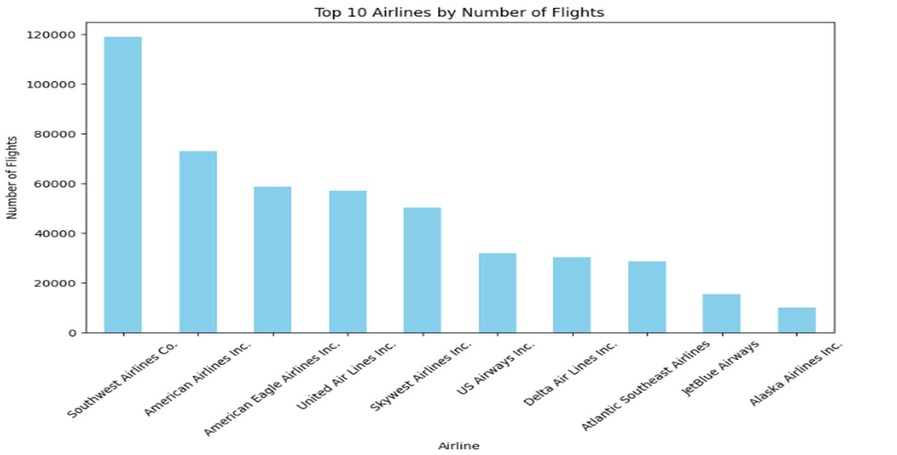 Top 10 Airlines by Number of Flights
Number of Flights
120000
100000
80000
60000
40000
20000
0
Southwest Airlines Co.
American Airlines Inc.
American Eagle Airlines Inc.
United Air Lines Inc.
Skywest Airlines Inc.
US Airways Inc.
Delta Air Lines Inc.
Atlantic Southeast Airlines
JetBlue Airways
Alaska Airlines Inc.
Airline